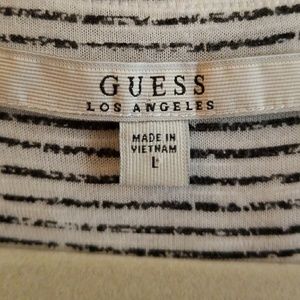 GUESS
LOS ANGELES
MADE IN
VIETNAM
L